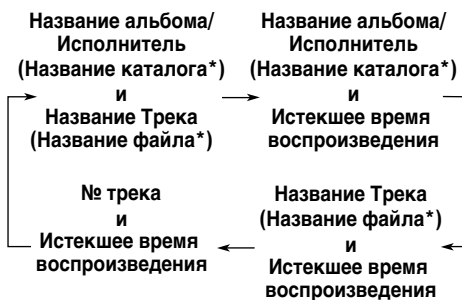 Название альбома/
Исполнитель
(Название каталога*)
и
Название Трека
(Название файла*)
Название альбома/
Исполнитель
(Название каталога*)
и
Истекшее время
воспроизведения
№ трека
и
Истекшее время
воспроизведения
Название Трека
(Название файла*)
и
Истекшее время
воспроизведения